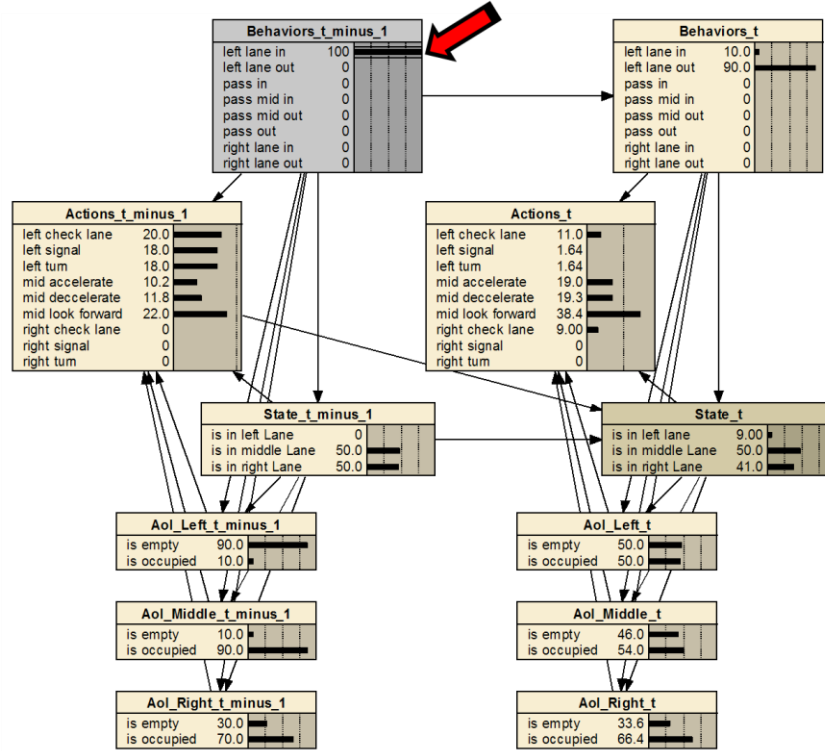 Behaviors_t_minus_1
left lane in 100
left lane out 0
pass in 0
pass mid in 0
pass mid out 0
pass out 0
right lane in 0
right lane out 0
Behaviors_t
left lane in 10.0
left lane out 90.0
pass in 0
pass mid in 0
pass mid out 0
pass out 0
right lane in 0
right lane out 0
Actions_t_minus_1
left check lane 20.0
left signal 18.0
left turn 18.0
mid accelerate 10.2
mid deccelerate 11.8
mid look forward 22.0
right check lane 0
right signal 0
right turn 0
Actions_t
left check lane 11.0
left signal 1.64
left turn 1.64
mid accelerate 19.0
mid deccelerate 19.3
mid look forward 38.4
right check lane 9.00
right signal 0
right turn 0
State_t_minus_1
is in left Lane 0
is in middle Lane 50.0
is in right Lane 50.0
State_t
is in left lane 9.00
is in middle Lane 50.0
is in right Lane 41.0
AoI_Left_t_minus_1
is empty 90.0
is occupied 10.0
AoI_Left_t
is empty 50.0
is occupied 50.0
AoI_Middle_t_minus_1
is empty 10.0
is occupied 90.0
AoI_Middle_t
is empty 46.0
is occupied 54.0
AoI_Right_t_minus_1
is empty 30.0
is occupied 70.0
AoI_Right_t
is empty 33.6
is occupied 66.4